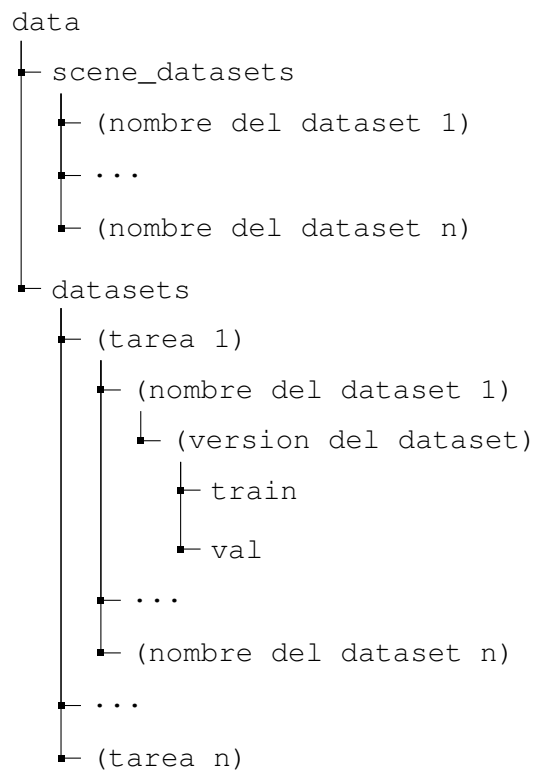 data
scene_datasets
(nombre del dataset 1)
...
(nombre del dataset n)
datasets
(tarea 1)
(nombre del dataset 1)
(version del dataset)
train
val
...
(nombre del dataset n)
...
(tarea n)